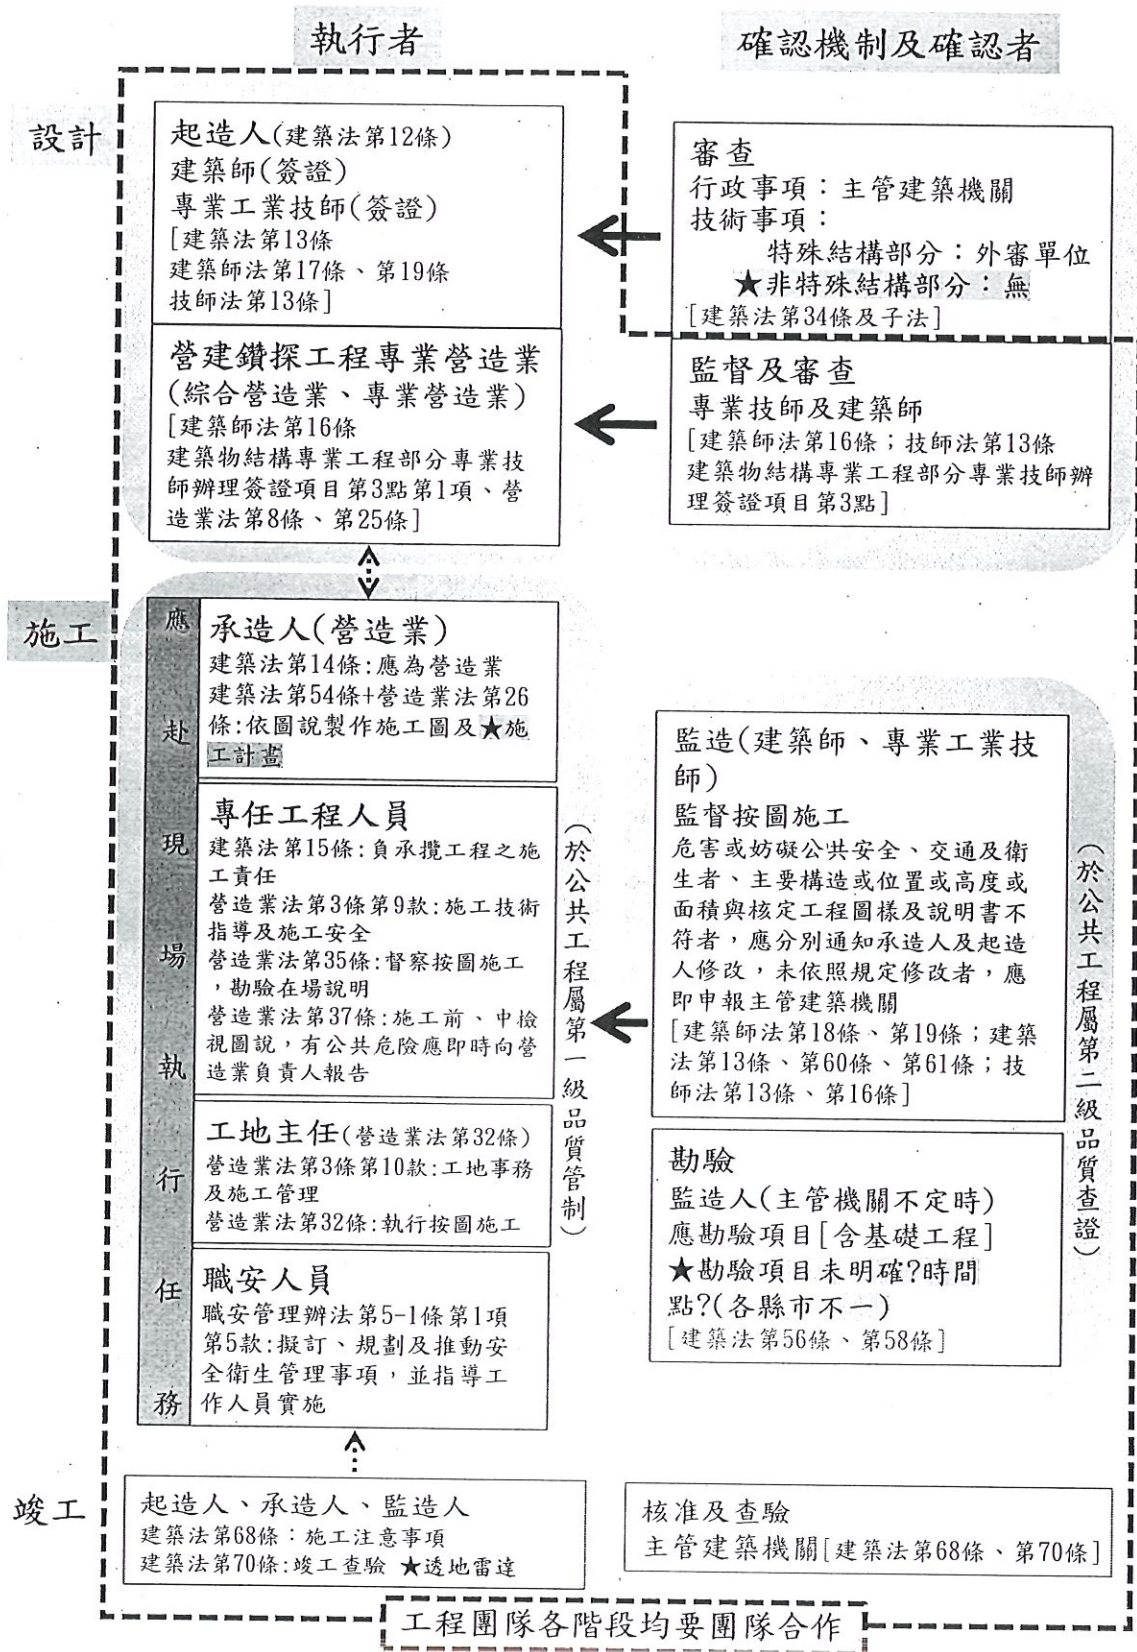 執行者
確認機制及確認者
設計
起造人(建築法第12條)
建築師(簽證)
專業工業技師(簽證)
[建築法第13條
建築師法第17條、第19條
技師法第13條]
審查
行政事項：主管建築機關
技術事項：
特殊結構部分：外審單位
★非特殊結構部分：無
[建築法第34條及子法]
營建鑽探工程專業營造業
(綜合營造業、專業營造業)
[建築師法第16條
建築物結構專業工程部分專業技
師辦理簽證項目第3點第1項、營
造業法第8條、第25條]
監督及審查
專業技師及建築師
[建築師法第16條；技師法第13條
建築物結構專業工程部分專業技師辦
理簽證項目第3點]
施工
應赴現場執行任務
承造人(營造業)
建築法第14條:應為營造業
建築法第54條+營造業法第26
條:依圖說製作施工圖及★施
工計畫
專任工程人員
建築法第15條:負承攬工程之施
工責任
營造業法第3條第9款:施工技術
指導及施工安全
營造業法第35條:督察按圖施工
，勘驗在場說明
營造業法第37條:施工前、中檢
視圖說，有公共危險應即時向營
造業負責人報告
工地主任(營造業法第32條)
營造業法第3條第10款:工地事務
及施工管理
營造業法第32條:執行按圖施工
職安人員
職安管理辦法第5-1條第1項
第5款:擬訂、規劃及推動安
全衛生管理事項，並指導工
作人員實施
(於公共工程屬第一級品質管制)
監造(建築師、專業工業技
師)
監督按圖施工
危害或妨礙公共安全、交通及衛
生者、主要構造或位置或高度或
面積與核定工程圖樣及說明書不
符者，應分別通知承造人及起造
人修改，未依照規定修改者，應
即申報主管建築機關
[建築師法第18條、第19條；建築
法第13條、第60條、第61條；技
師法第13條、第16條]
勘驗
監造人(主管機關不定時)
應勘驗項目[含基礎工程]
★勘驗項目未明確?時間
點?(各縣市不一)
[建築法第56條、第58條]
(於公共工程屬第二級品質查證)
竣工
起造人、承造人、監造人
建築法第68條：施工注意事項
建築法第70條:竣工查驗 ★透地雷達
核准及查驗
主管建築機關[建築法第68條、第70條]
工程團隊各階段均要團隊合作